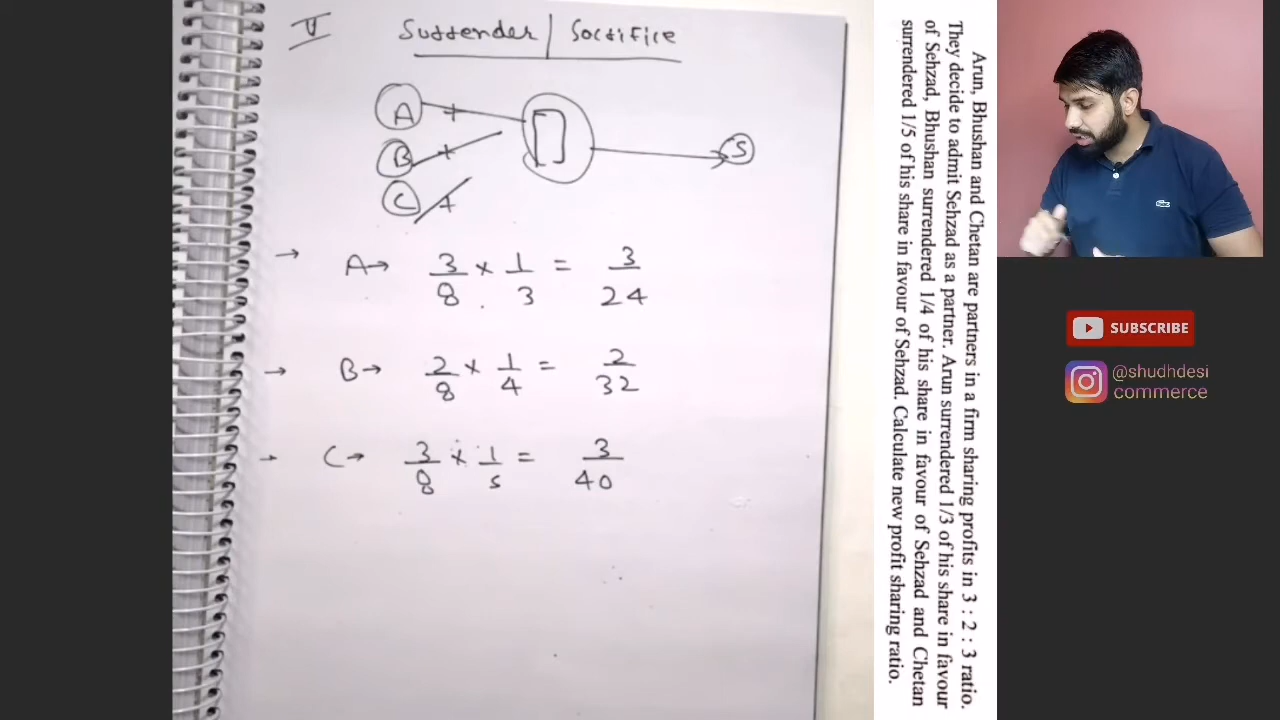 V
Surrender | Sacrifice
A
B
C
S
→ A→ 3/8 × 1/3 = 3/24
→ B→ 2/8 × 1/4 = 2/32
→ C→ 3/8 × 1/5 = 3/40
Arun, Bhushan and Chetan are partners in a firm sharing profits in 3 : 2 : 3 ratio.
They decide to admit Sehzad as a partner. Arun surrendered 1/3 of his share in favour
of Sehzad, Bhushan surrendered 1/4 of his share in favour of Sehzad and Chetan
surrendered 1/5 of his share in favour of Sehzad. Calculate new profit sharing ratio.
SUBSCRIBE
@shudhdesi
commerce